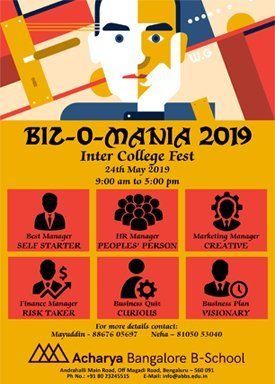 W.G
BIZ-O-MANIA 2019
Inter College Fest
24th May 2019
9:00 am to 5:00 pm
Best Manager
SELF STARTER
HR Manager
PEOPLES' PERSON
Marketing Manager
CREATIVE
Finance Manager
RISK TAKER
Business Quit
CURIOUS
Business Plan
VISIONARY
For more details contact:
Mayuddin - 88676 05697 Neha - 81050 53040
Acharya Bangalore B-School
Andrahalli Main Road, Off Magadi Road, Bengaluru - 560 091
Ph No.: +91 80 23245515 E-Mail: info@abbs.edu.in